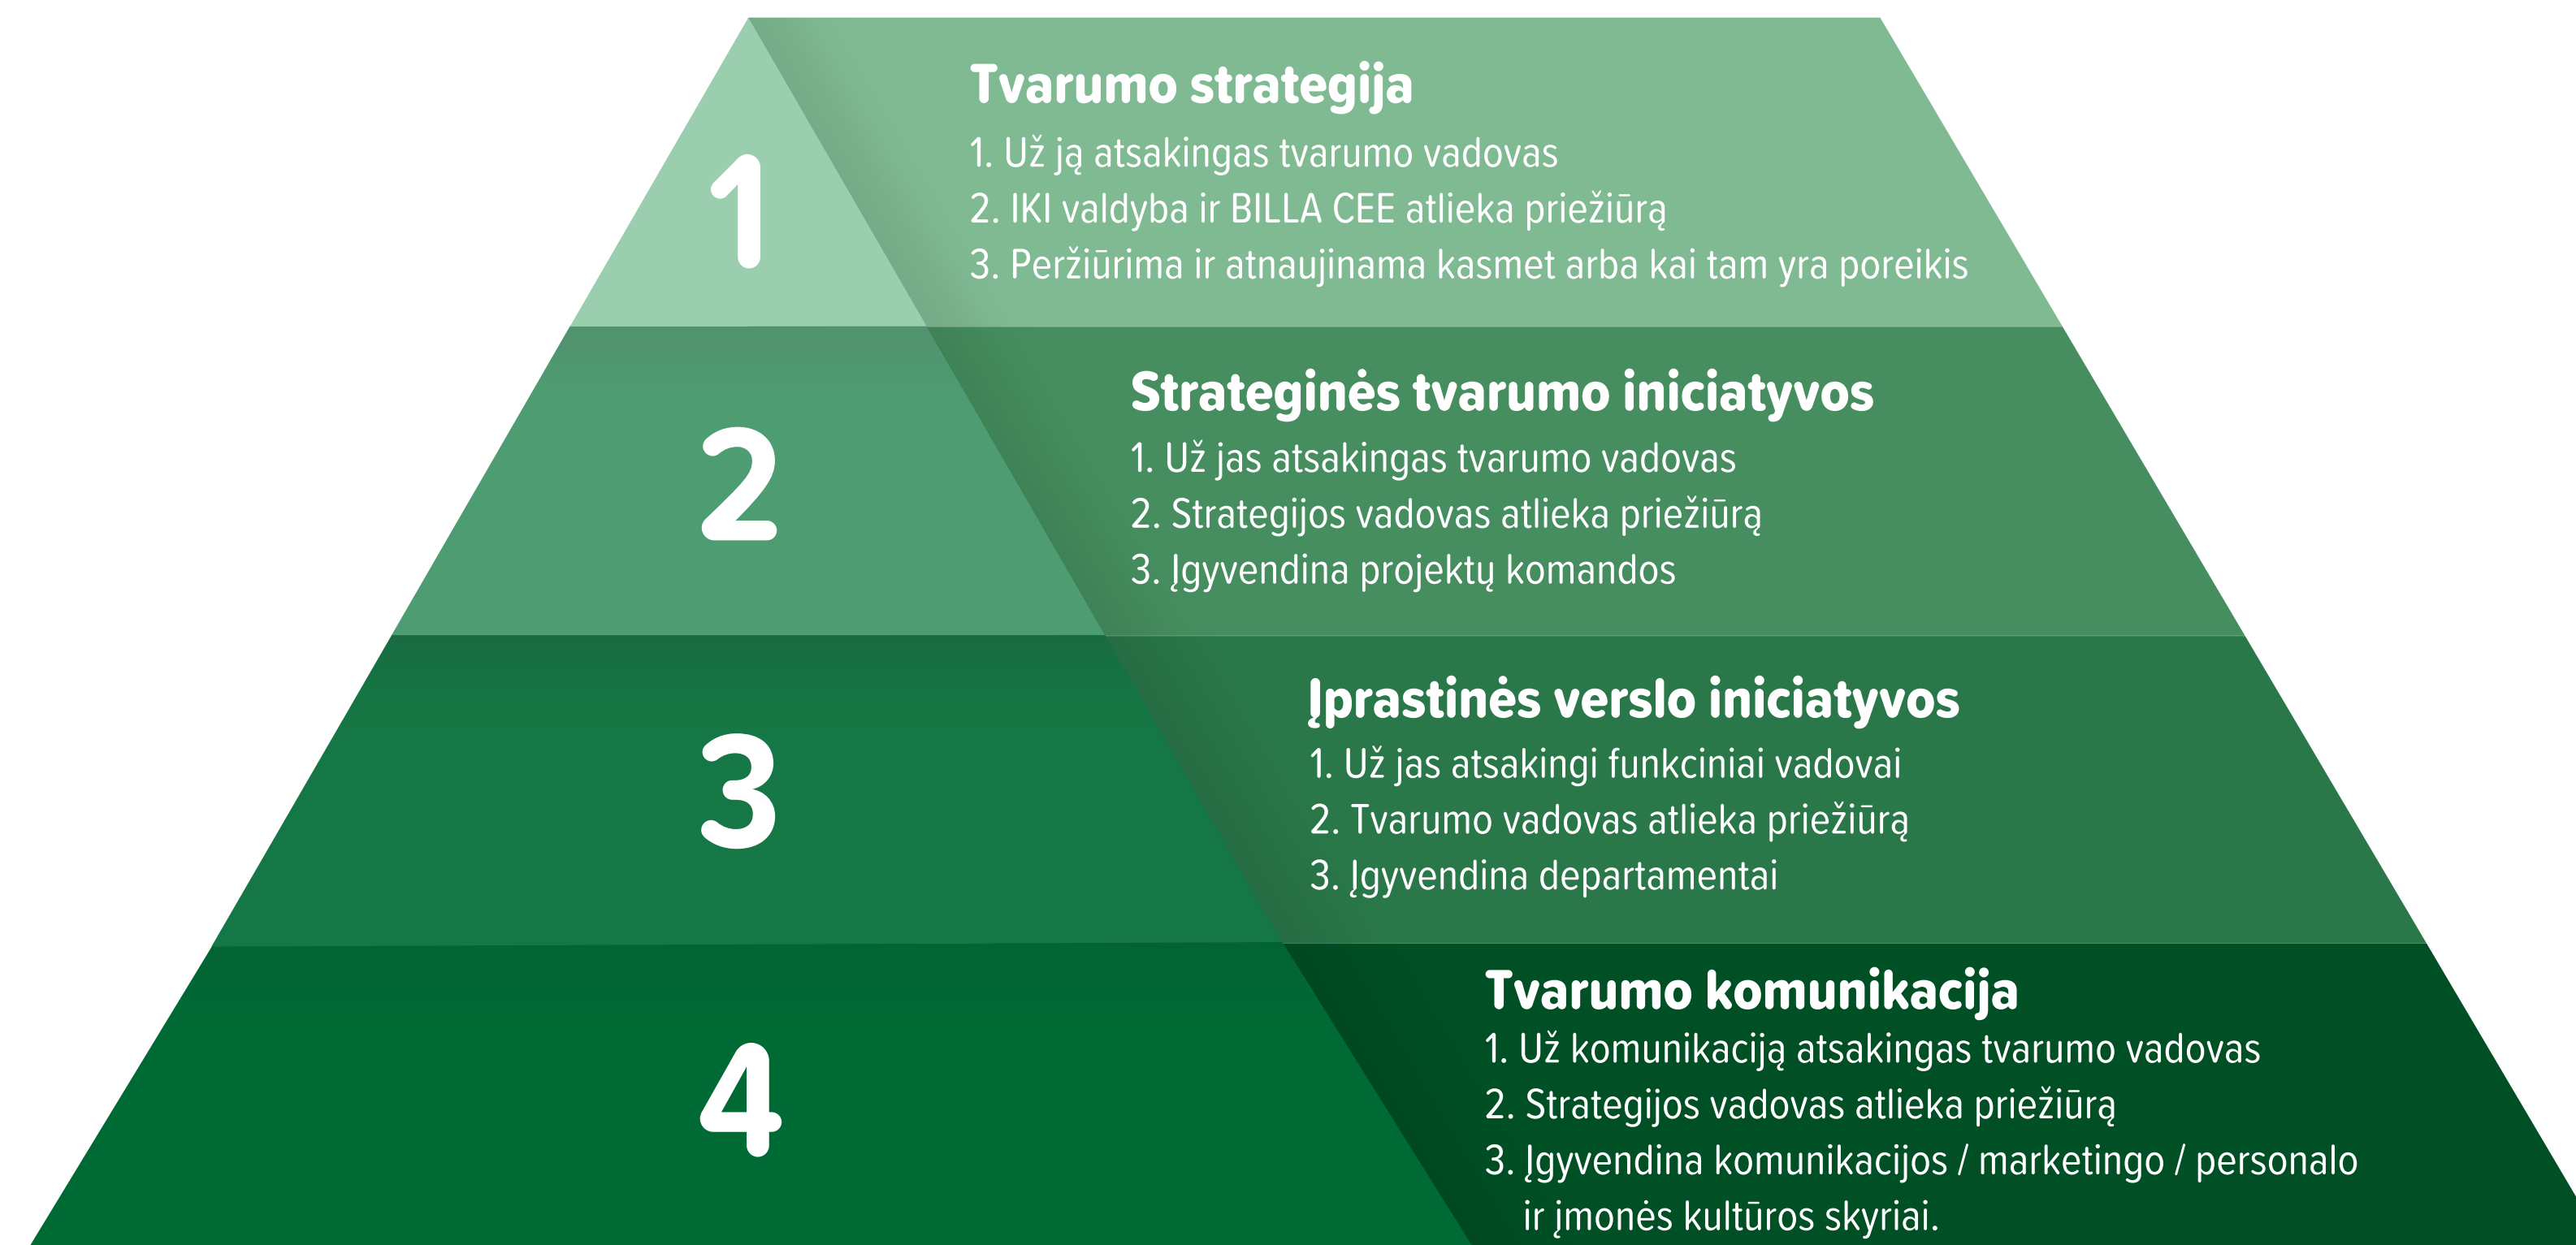 1
Tvarumo strategija
1. Už ją atsakingas tvarumo vadovas
2. IKI valdyba ir BILLA CEE atlieka priežiūrą
3. Peržiūrima ir atnaujinama kasmet arba kai tam yra poreikis
2
Strateginės tvarumo iniciatyvos
1. Už jas atsakingas tvarumo vadovas
2. Strategijos vadovas atlieka priežiūrą
3. Įgyvendina projektų komandos
3
Įprastinės verslo iniciatyvos
1. Už jas atsakingi funkciniai vadovai
2. Tvarumo vadovas atlieka priežiūrą
3. Įgyvendina departamentai
4
Tvarumo komunikacija
1. Už komunikaciją atsakingas tvarumo vadovas
2. Strategijos vadovas atlieka priežiūrą
3. Įgyvendina komunikacijos / marketingo / personalo
ir įmonės kultūros skyriai.